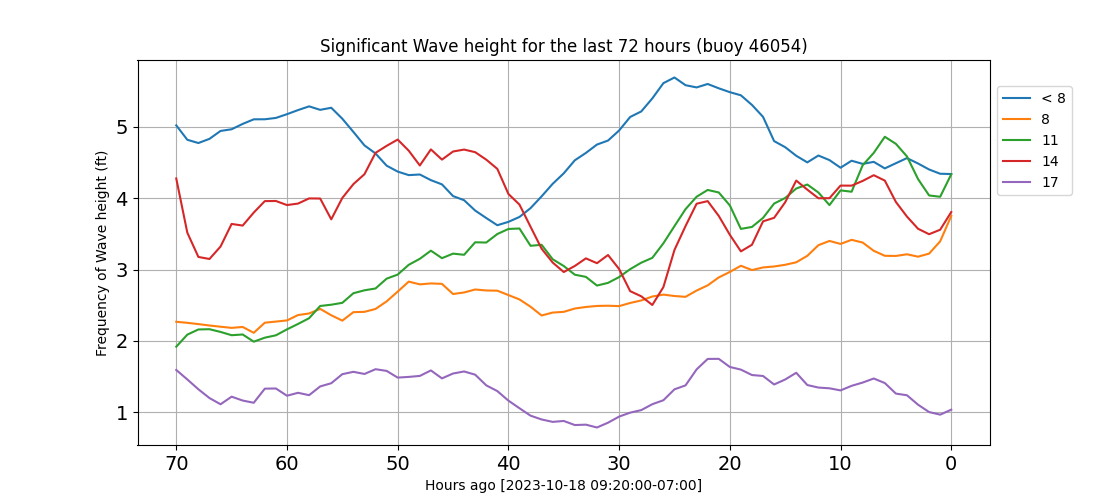 Significant Wave height for the last 72 hours (buoy 46054)
Frequency of Wave height (ft)
5
4
3
2
1
70 60 50 40 30 20 10 0
Hours ago [2023-10-18 09:20:00-07:00]
< 8
8
11
14
17